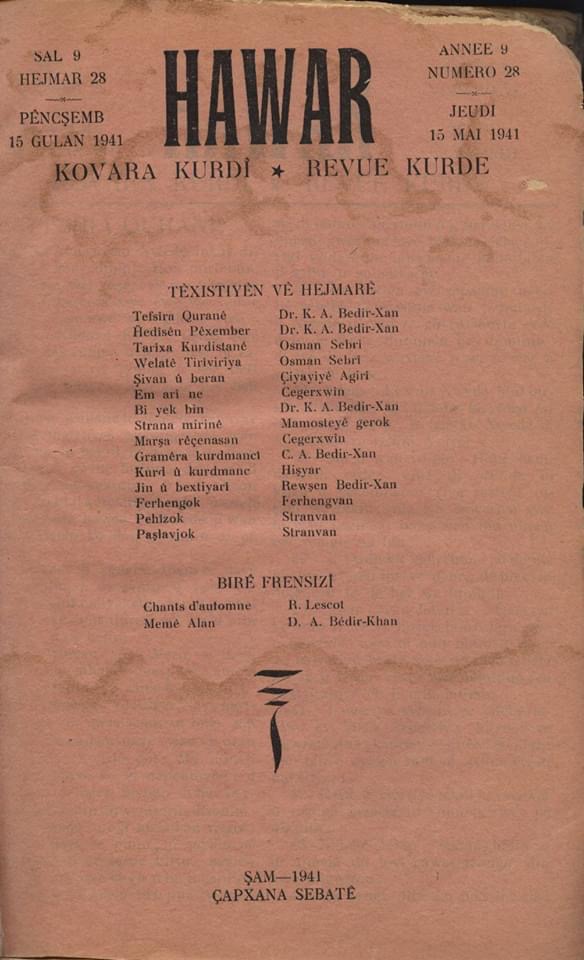 SAL 9
HEJMAR 28
PÊNCŞEMB
15 GULAN 1941
HAWAR
ANNEE 9
NUMERO 28
JEUDI
15 MAI 1941
KOVARA KURDÎ ★ REVUE KURDE
TÊXISTIYÊN VÊ HEJMARÊ
Tefsîra Quranê Dr. K. A. Bedir-Xan
Ḧedîsên Pêxember Dr. K. A. Bedir-Xan
Tarîxa Kurdistanê Osman Sebrî
Welatê Tirîvirîya Osman Sebrî
Şivan û beran Çiyayiyê Agirî
Em arî ne Cegerxwîn
Bi yek bîn Dr. K. A. Bedir-Xan
Strana mirinê Mamosteyê gerok
Marşa rêçenasan Cegerxwîn
Gramêra kurdmancî C. A. Bedir-Xan
Kurd û kurdmanc Hişyar
Jin û bextiyarî Rewşen Bedir-Xan
Ferhengok Ferhengvan
Pehîzok Stranvan
Paşlavjok Stranvan
BIRÊ FRENSIZÎ
Chants d'automne R. Lescot
Memê Alan D. A. Bédir-Khan
ŞAM—1941
ÇAPXANA SEBATÊ